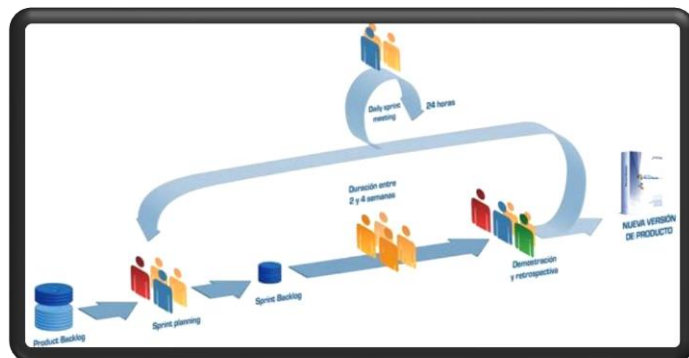 Daily sprint
meeting
24 horas
Duración entre
2 y 4 semanas
NUEVA VERSIÓN
DE PRODUCTO
Demostración
y retrospectiva
Sprint Backlog
Sprint planning
Product Backlog